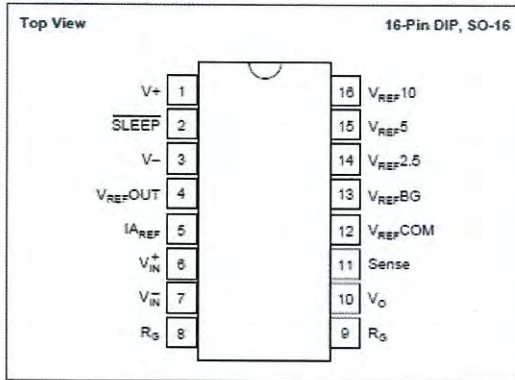 Top View 16-Pin DIP, SO-16
V+ 1 16 VREF10
SLEEP 2 15 VREF5
V– 3 14 VREF2.5
VREFOUT 4 13 VREFBG
IAREF 5 12 VREFCOM
V+IN 6 11 Sense
V–IN 7 10 VO
RG 8 9 RG